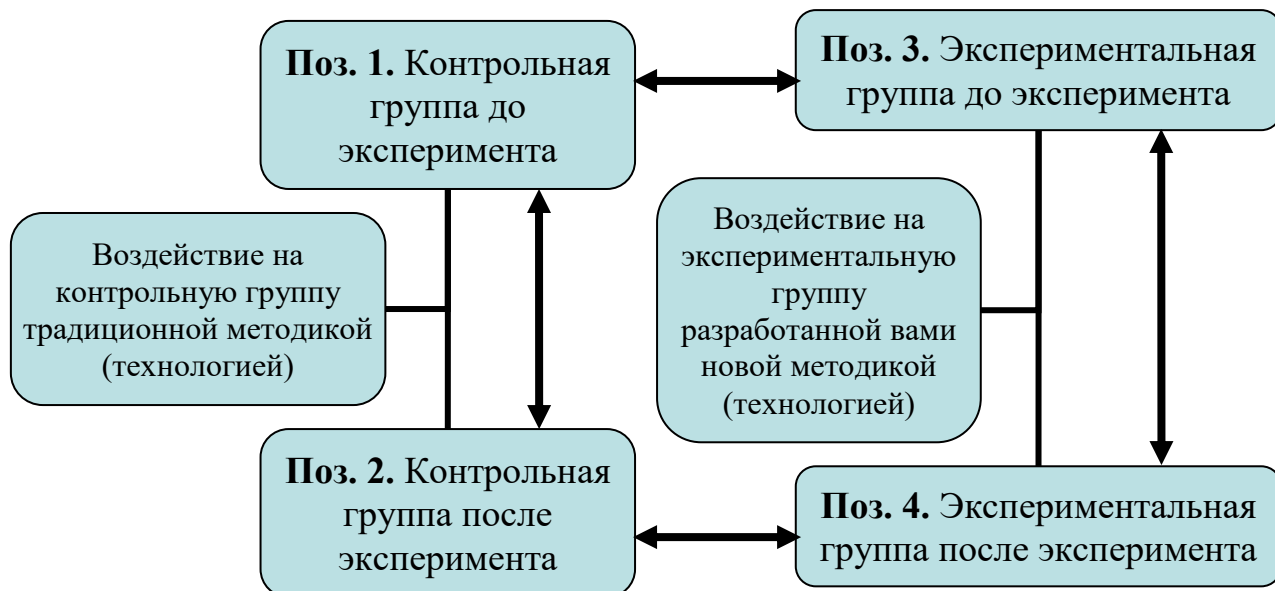 Поз. 1. Контрольная
группа до
эксперимента
Поз. 3. Экспериментальная
группа до эксперимента
Воздействие на
контрольную группу
традиционной методикой
(технологией)
Воздействие на
экспериментальную
группу
разработанной вами
новой методикой
(технологией)
Поз. 2. Контрольная
группа после
эксперимента
Поз. 4. Экспериментальная
группа после эксперимента